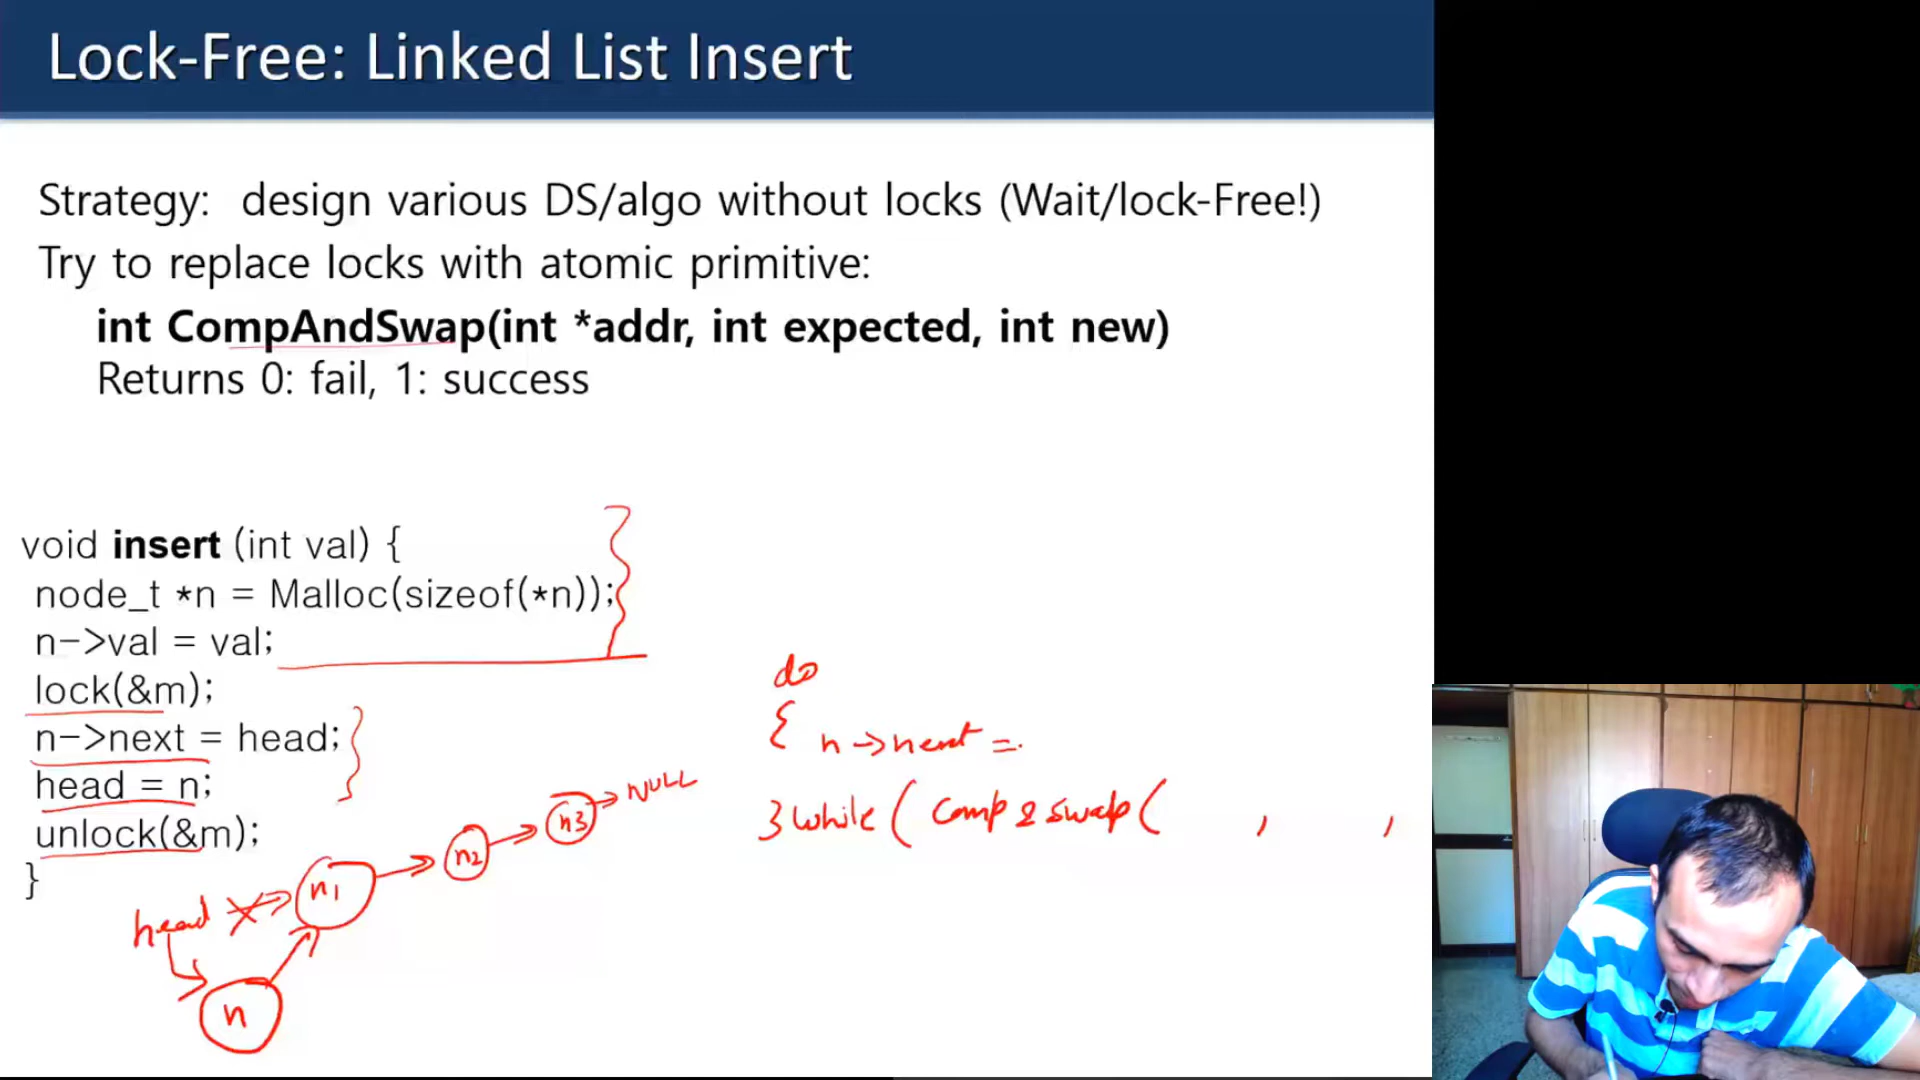 Lock-Free: Linked List Insert
Strategy: design various DS/algo without locks (Wait/lock-Free!)
Try to replace locks with atomic primitive:
int CompAndSwap(int *addr, int expected, int new)
Returns 0: fail, 1: success
void insert (int val) {
node_t *n = Malloc(sizeof(*n));
n->val = val;
lock(&m);
n->next = head;
head = n;
unlock(&m);
}
do
{ n->next =
} while ( comp & swap ( , ,
head n1 n2 n3 NULL
n